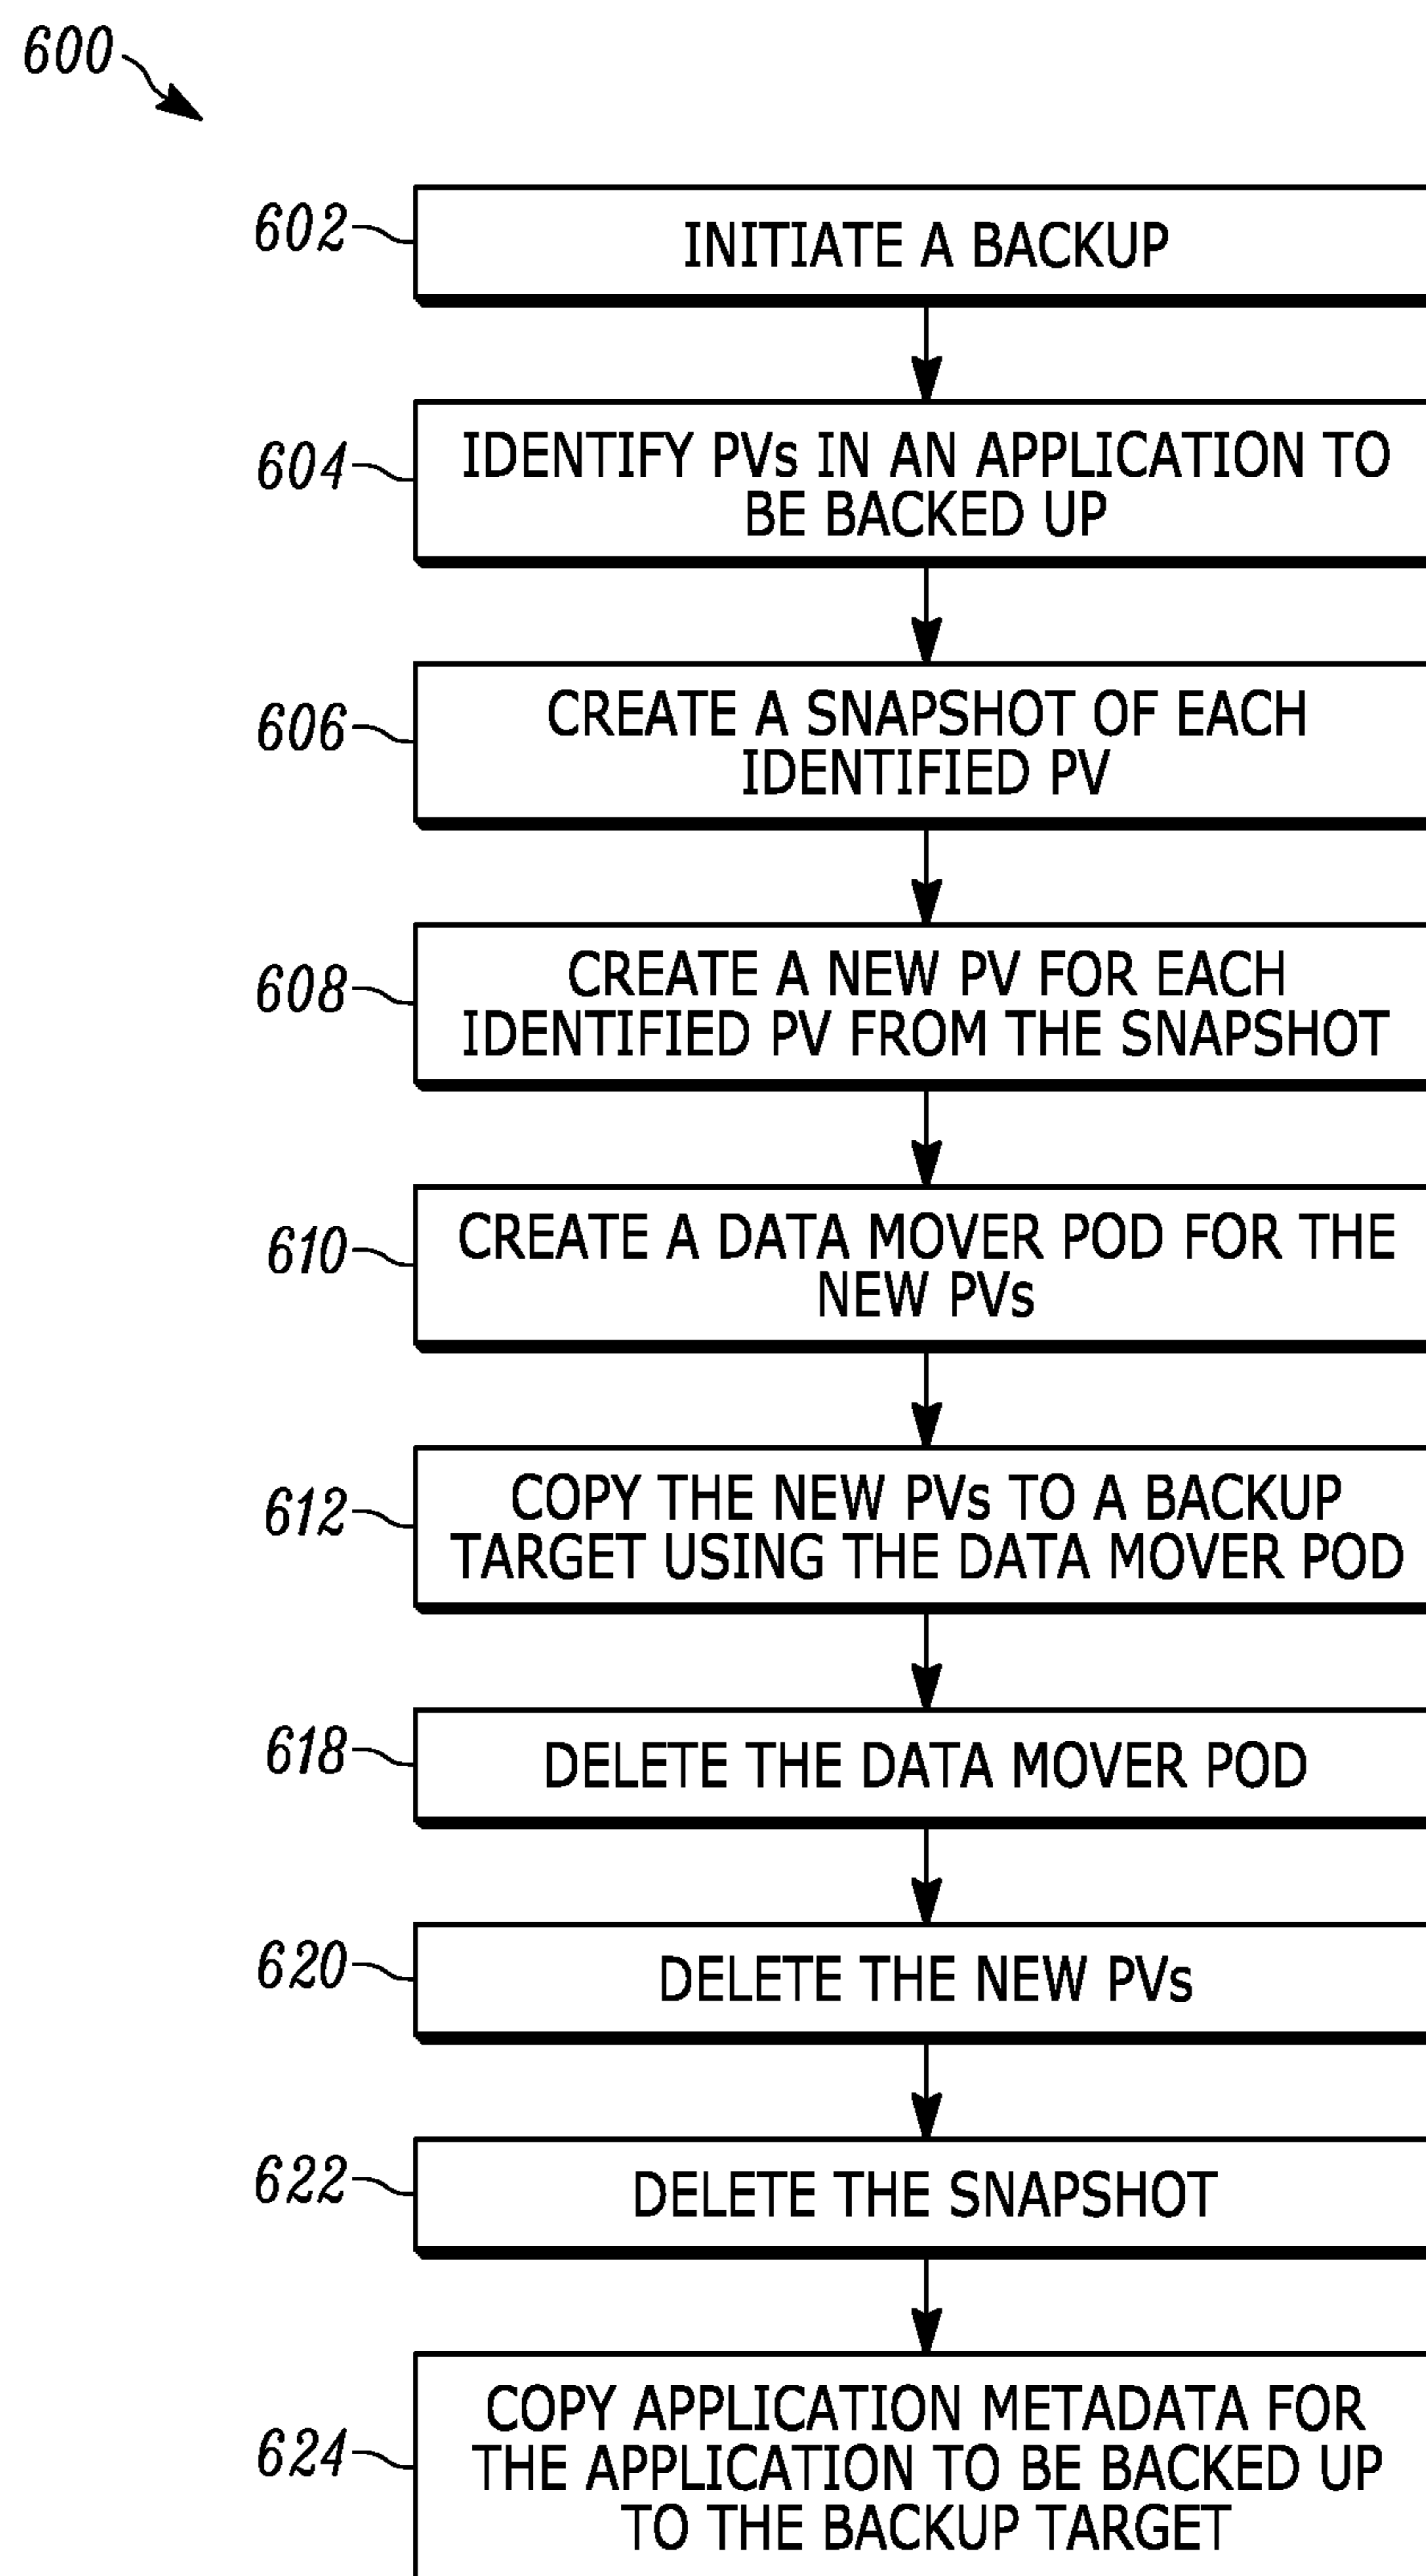 600
602
INITIATE A BACKUP
604
IDENTIFY PVs IN AN APPLICATION TO
BE BACKED UP
606
CREATE A SNAPSHOT OF EACH
IDENTIFIED PV
608
CREATE A NEW PV FOR EACH
IDENTIFIED PV FROM THE SNAPSHOT
610
CREATE A DATA MOVER POD FOR THE
NEW PVs
612
COPY THE NEW PVs TO A BACKUP
TARGET USING THE DATA MOVER POD
618
DELETE THE DATA MOVER POD
620
DELETE THE NEW PVs
622
DELETE THE SNAPSHOT
624
COPY APPLICATION METADATA FOR
THE APPLICATION TO BE BACKED UP
TO THE BACKUP TARGET